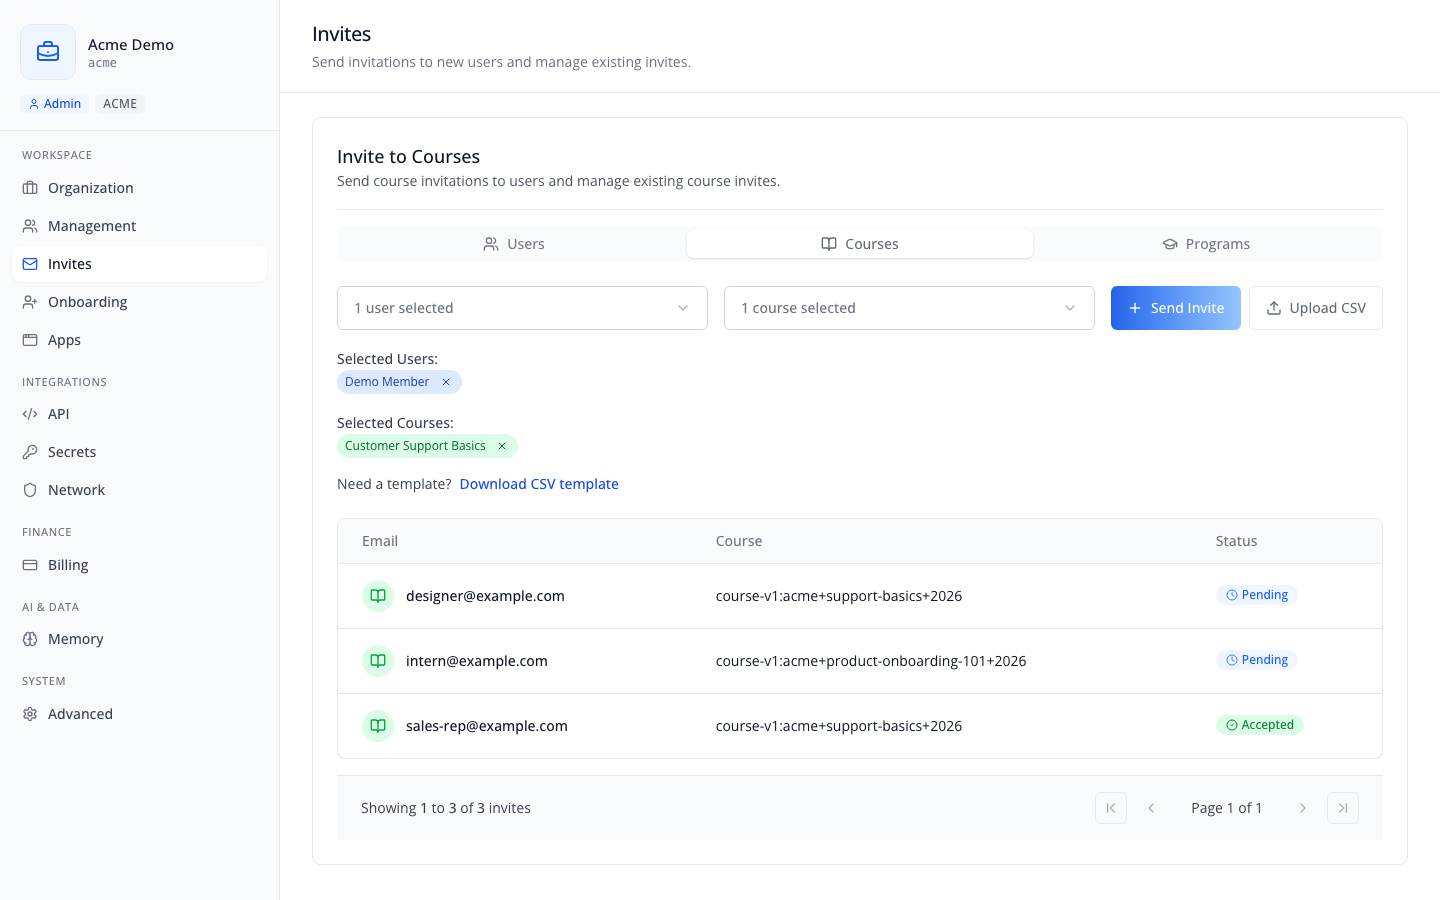 Acme Demo
acme
Admin
ACME
WORKSPACE
Organization
Management
Invites
Onboarding
Apps
INTEGRATIONS
API
Secrets
Network
FINANCE
Billing
AI & DATA
Memory
SYSTEM
Advanced
Invites
Send invitations to new users and manage existing invites.
Invite to Courses
Send course invitations to users and manage existing course invites.
Users Courses Programs
1 user selected 1 course selected Send Invite Upload CSV
Selected Users:
Demo Member
Selected Courses:
Customer Support Basics
Need a template? Download CSV template
Email Course Status
designer@example.com course-v1:acme+support-basics+2026 Pending
intern@example.com course-v1:acme+product-onboarding-101+2026 Pending
sales-rep@example.com course-v1:acme+support-basics+2026 Accepted
Showing 1 to 3 of 3 invites Page 1 of 1